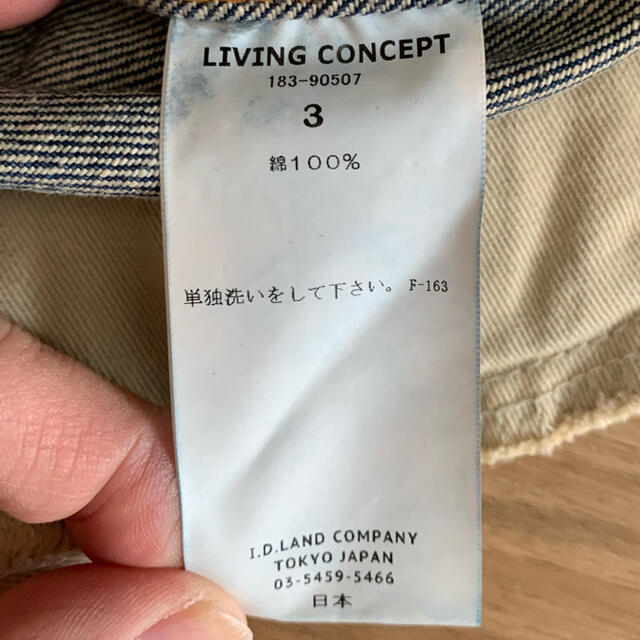 LIVING CONCEPT
183-90507
3
綿100%
単独洗いをして下さい。 F-163
I.D.LAND COMPANY
TOKYO JAPAN
03-5459-5466
日本